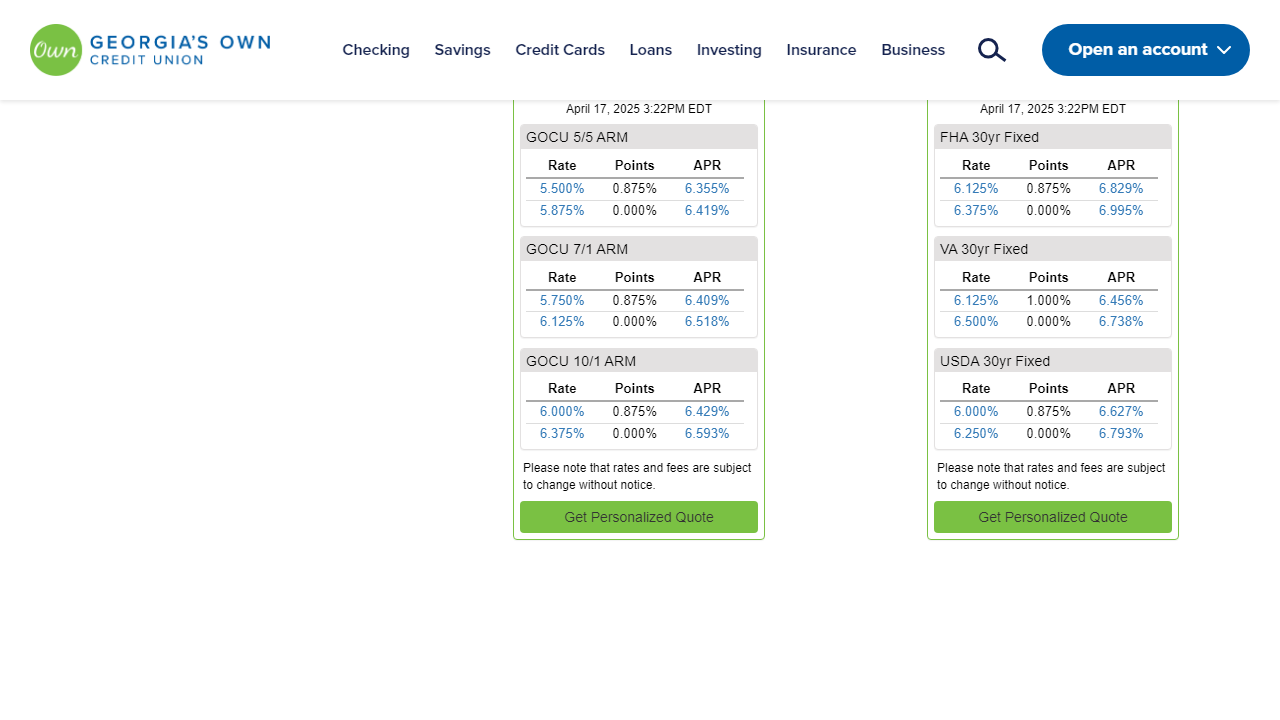 Own
GEORGIA'S OWN
CREDIT UNION
Checking Savings Credit Cards Loans Investing Insurance Business
Open an account
April 17, 2025 3:22PM EDT
GOCU 5/5 ARM
Rate Points APR
5.500% 0.875% 6.355%
5.875% 0.000% 6.419%
GOCU 7/1 ARM
Rate Points APR
5.750% 0.875% 6.409%
6.125% 0.000% 6.518%
GOCU 10/1 ARM
Rate Points APR
6.000% 0.875% 6.429%
6.375% 0.000% 6.593%
Please note that rates and fees are subject
to change without notice.
Get Personalized Quote
April 17, 2025 3:22PM EDT
FHA 30yr Fixed
Rate Points APR
6.125% 0.875% 6.829%
6.375% 0.000% 6.995%
VA 30yr Fixed
Rate Points APR
6.125% 1.000% 6.456%
6.500% 0.000% 6.738%
USDA 30yr Fixed
Rate Points APR
6.000% 0.875% 6.627%
6.250% 0.000% 6.793%
Please note that rates and fees are subject
to change without notice.
Get Personalized Quote